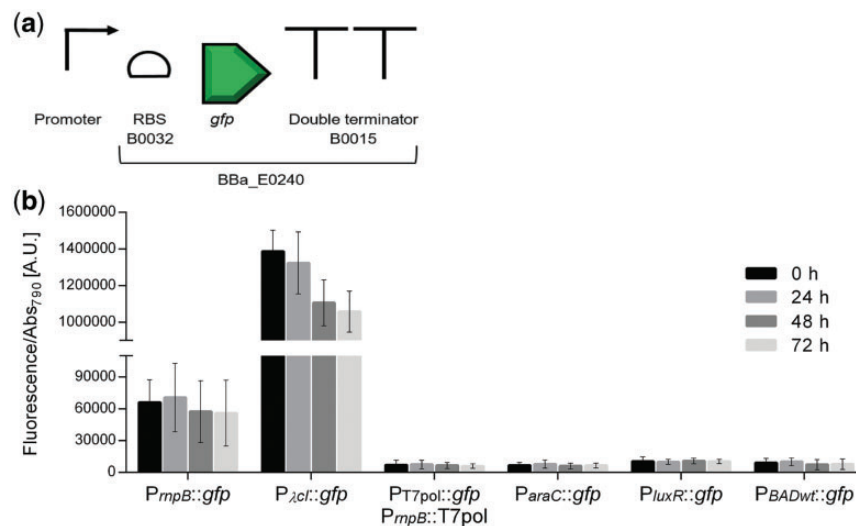 (a)
Promoter RBS gfp Double terminator
B0032 B0015
BBa_E0240
(b)
Fluorescence/Abs790 [A.U.]
1600000
1400000
1200000
1000000
90000
60000
30000
0
0 h
24 h
48 h
72 h
PrnpB::gfp PλcI::gfp PT7pol::gfp ParaC::gfp PluxR::gfp PBADwt::gfp
PrnpB::T7pol